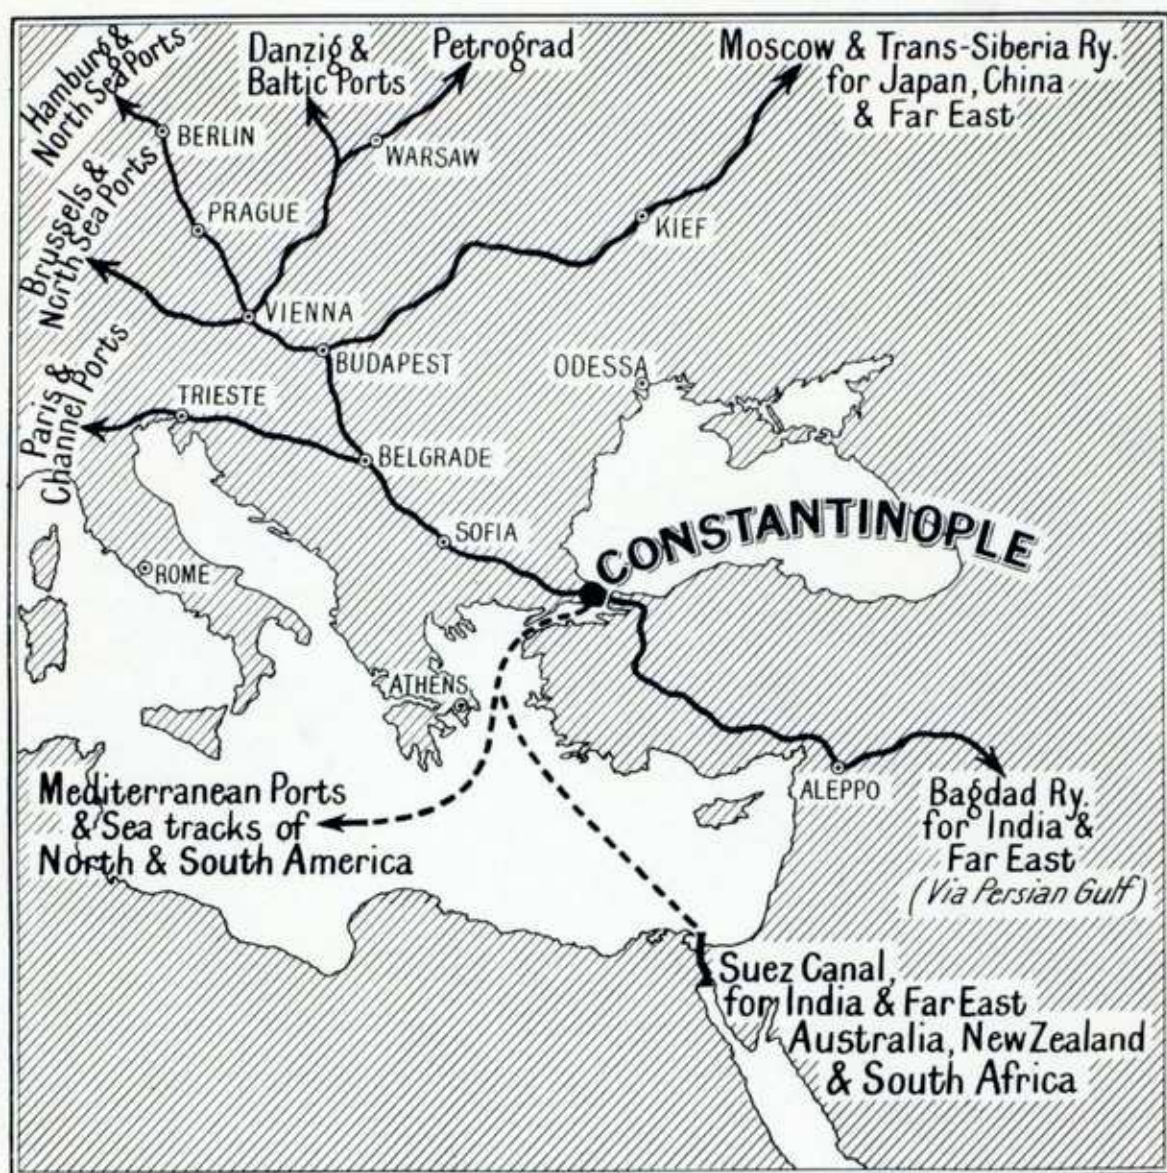 Hamburg &
North Sea Ports
Danzig &
Baltic Ports
Petrograd
Moscow & Trans-Siberia Ry.
for Japan, China
& Far East
BERLIN
WARSAW
Brussels &
North Sea Ports
PRAGUE
KIEF
VIENNA
BUDAPEST
ODESSA
Paris &
Channel Ports
TRIESTE
BELGRADE
SOFIA
CONSTANTINOPLE
ROME
ATHENS
Mediterranean Ports
& Sea tracks of
North & South America
ALEPPO
Bagdad Ry.
for India &
Far East
(Via Persian Gulf)
Suez Canal,
for India & Far East
Australia, New Zealand
& South Africa